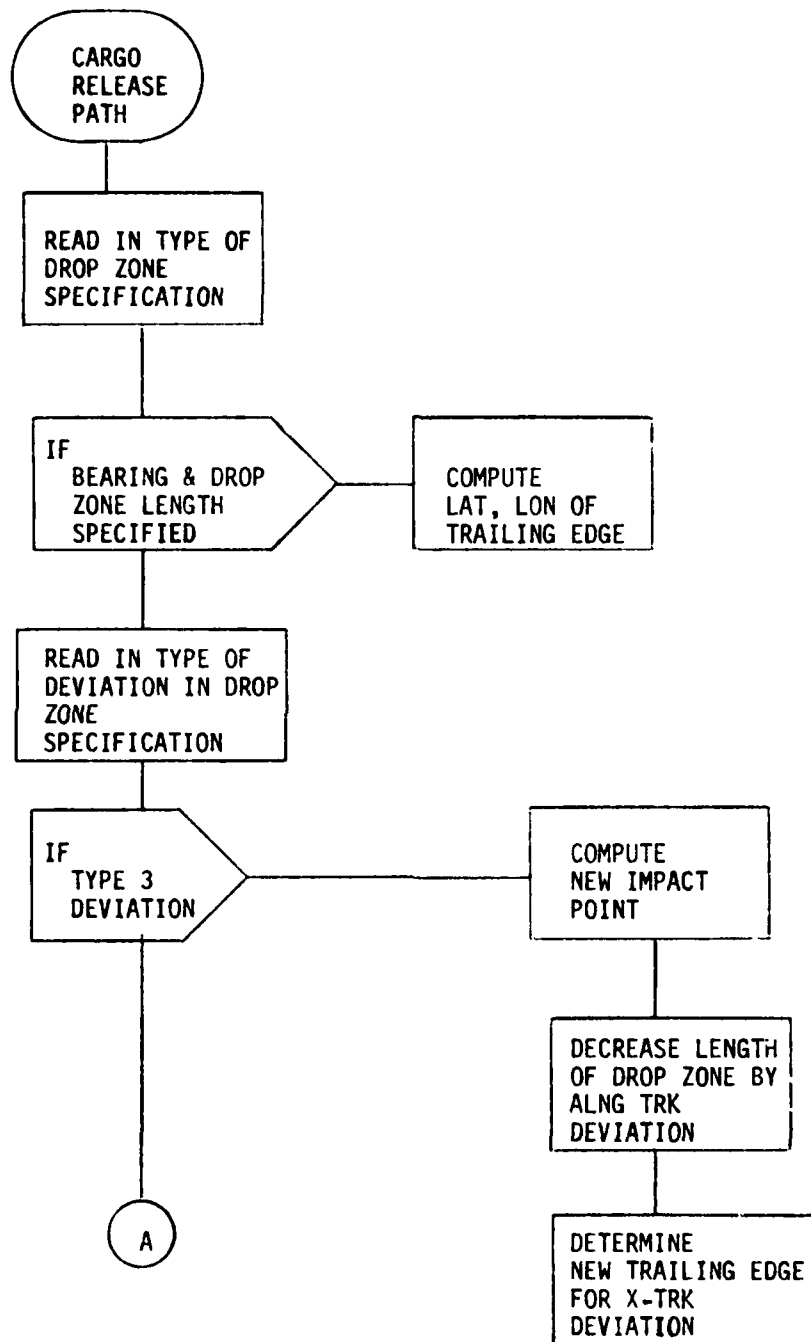 CARGO
RELEASE
PATH
READ IN TYPE OF
DROP ZONE
SPECIFICATION
IF
BEARING & DROP
ZONE LENGTH
SPECIFIED
COMPUTE
LAT, LON OF
TRAILING EDGE
READ IN TYPE OF
DEVIATION IN DROP
ZONE
SPECIFICATION
IF
TYPE 3
DEVIATION
COMPUTE
NEW IMPACT
POINT
DECREASE LENGTH
OF DROP ZONE BY
ALNG TRK
DEVIATION
A
DETERMINE
NEW TRAILING EDGE
FOR X-TRK
DEVIATION